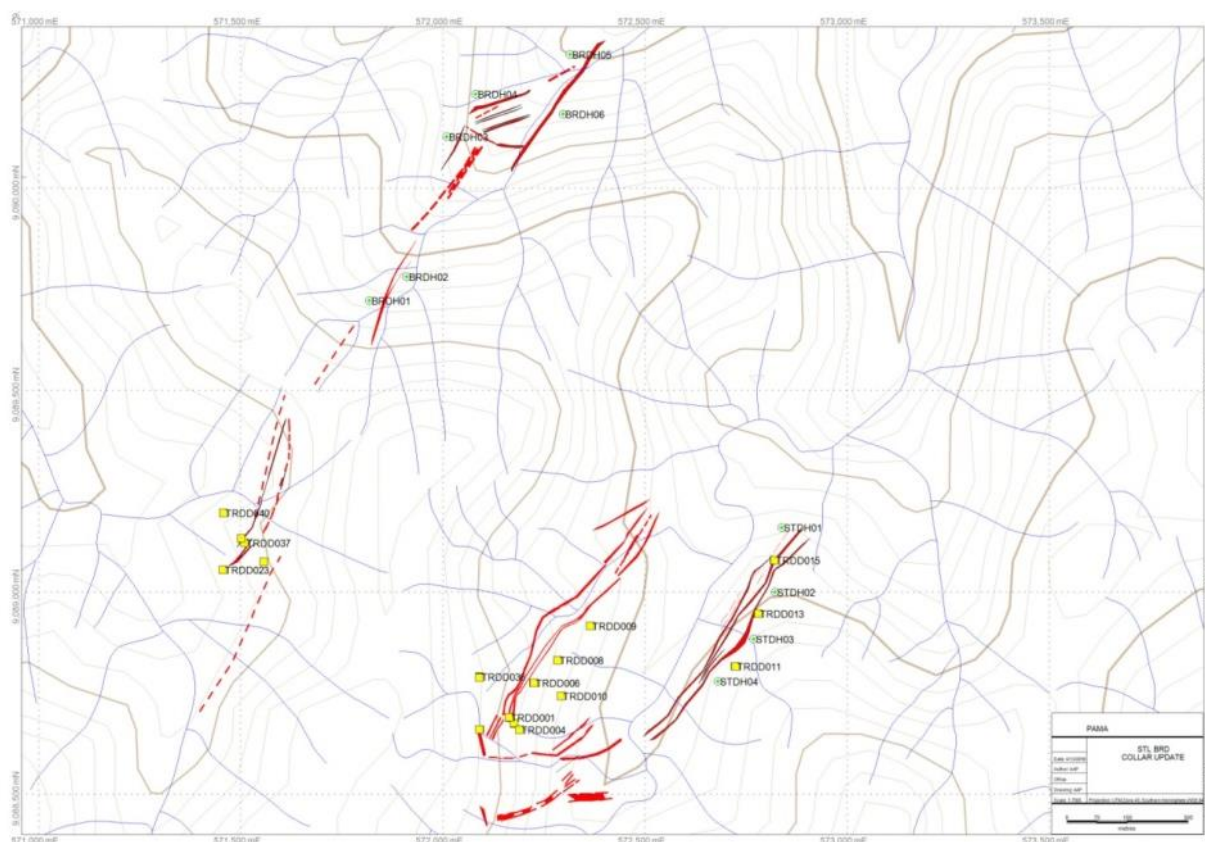 571,000 mE
571,500 mE
572,000 mE
572,500 mE
573,000 mE
573,500 mE
BRDH05
BRDH04
BRDH06
BRDH03
9,090,000 mN
BRDH02
BRDH01
9,089,500 mN
TRDD040
STDH01
TRDD037
TRDD015
TRDD023
9,089,000 mN
STDH02
TRDD013
TRDD009
STDH03
TRDD008
TRDD011
TRDD006
STDH04
TRDD010
TRDD001
TRDD004
PAMA
STL BRD
COLLAR UPDATE
9,088,500 mN
metres
571,000 mE
571,500 mE
572,000 mE
572,500 mE
573,000 mE
573,500 mE